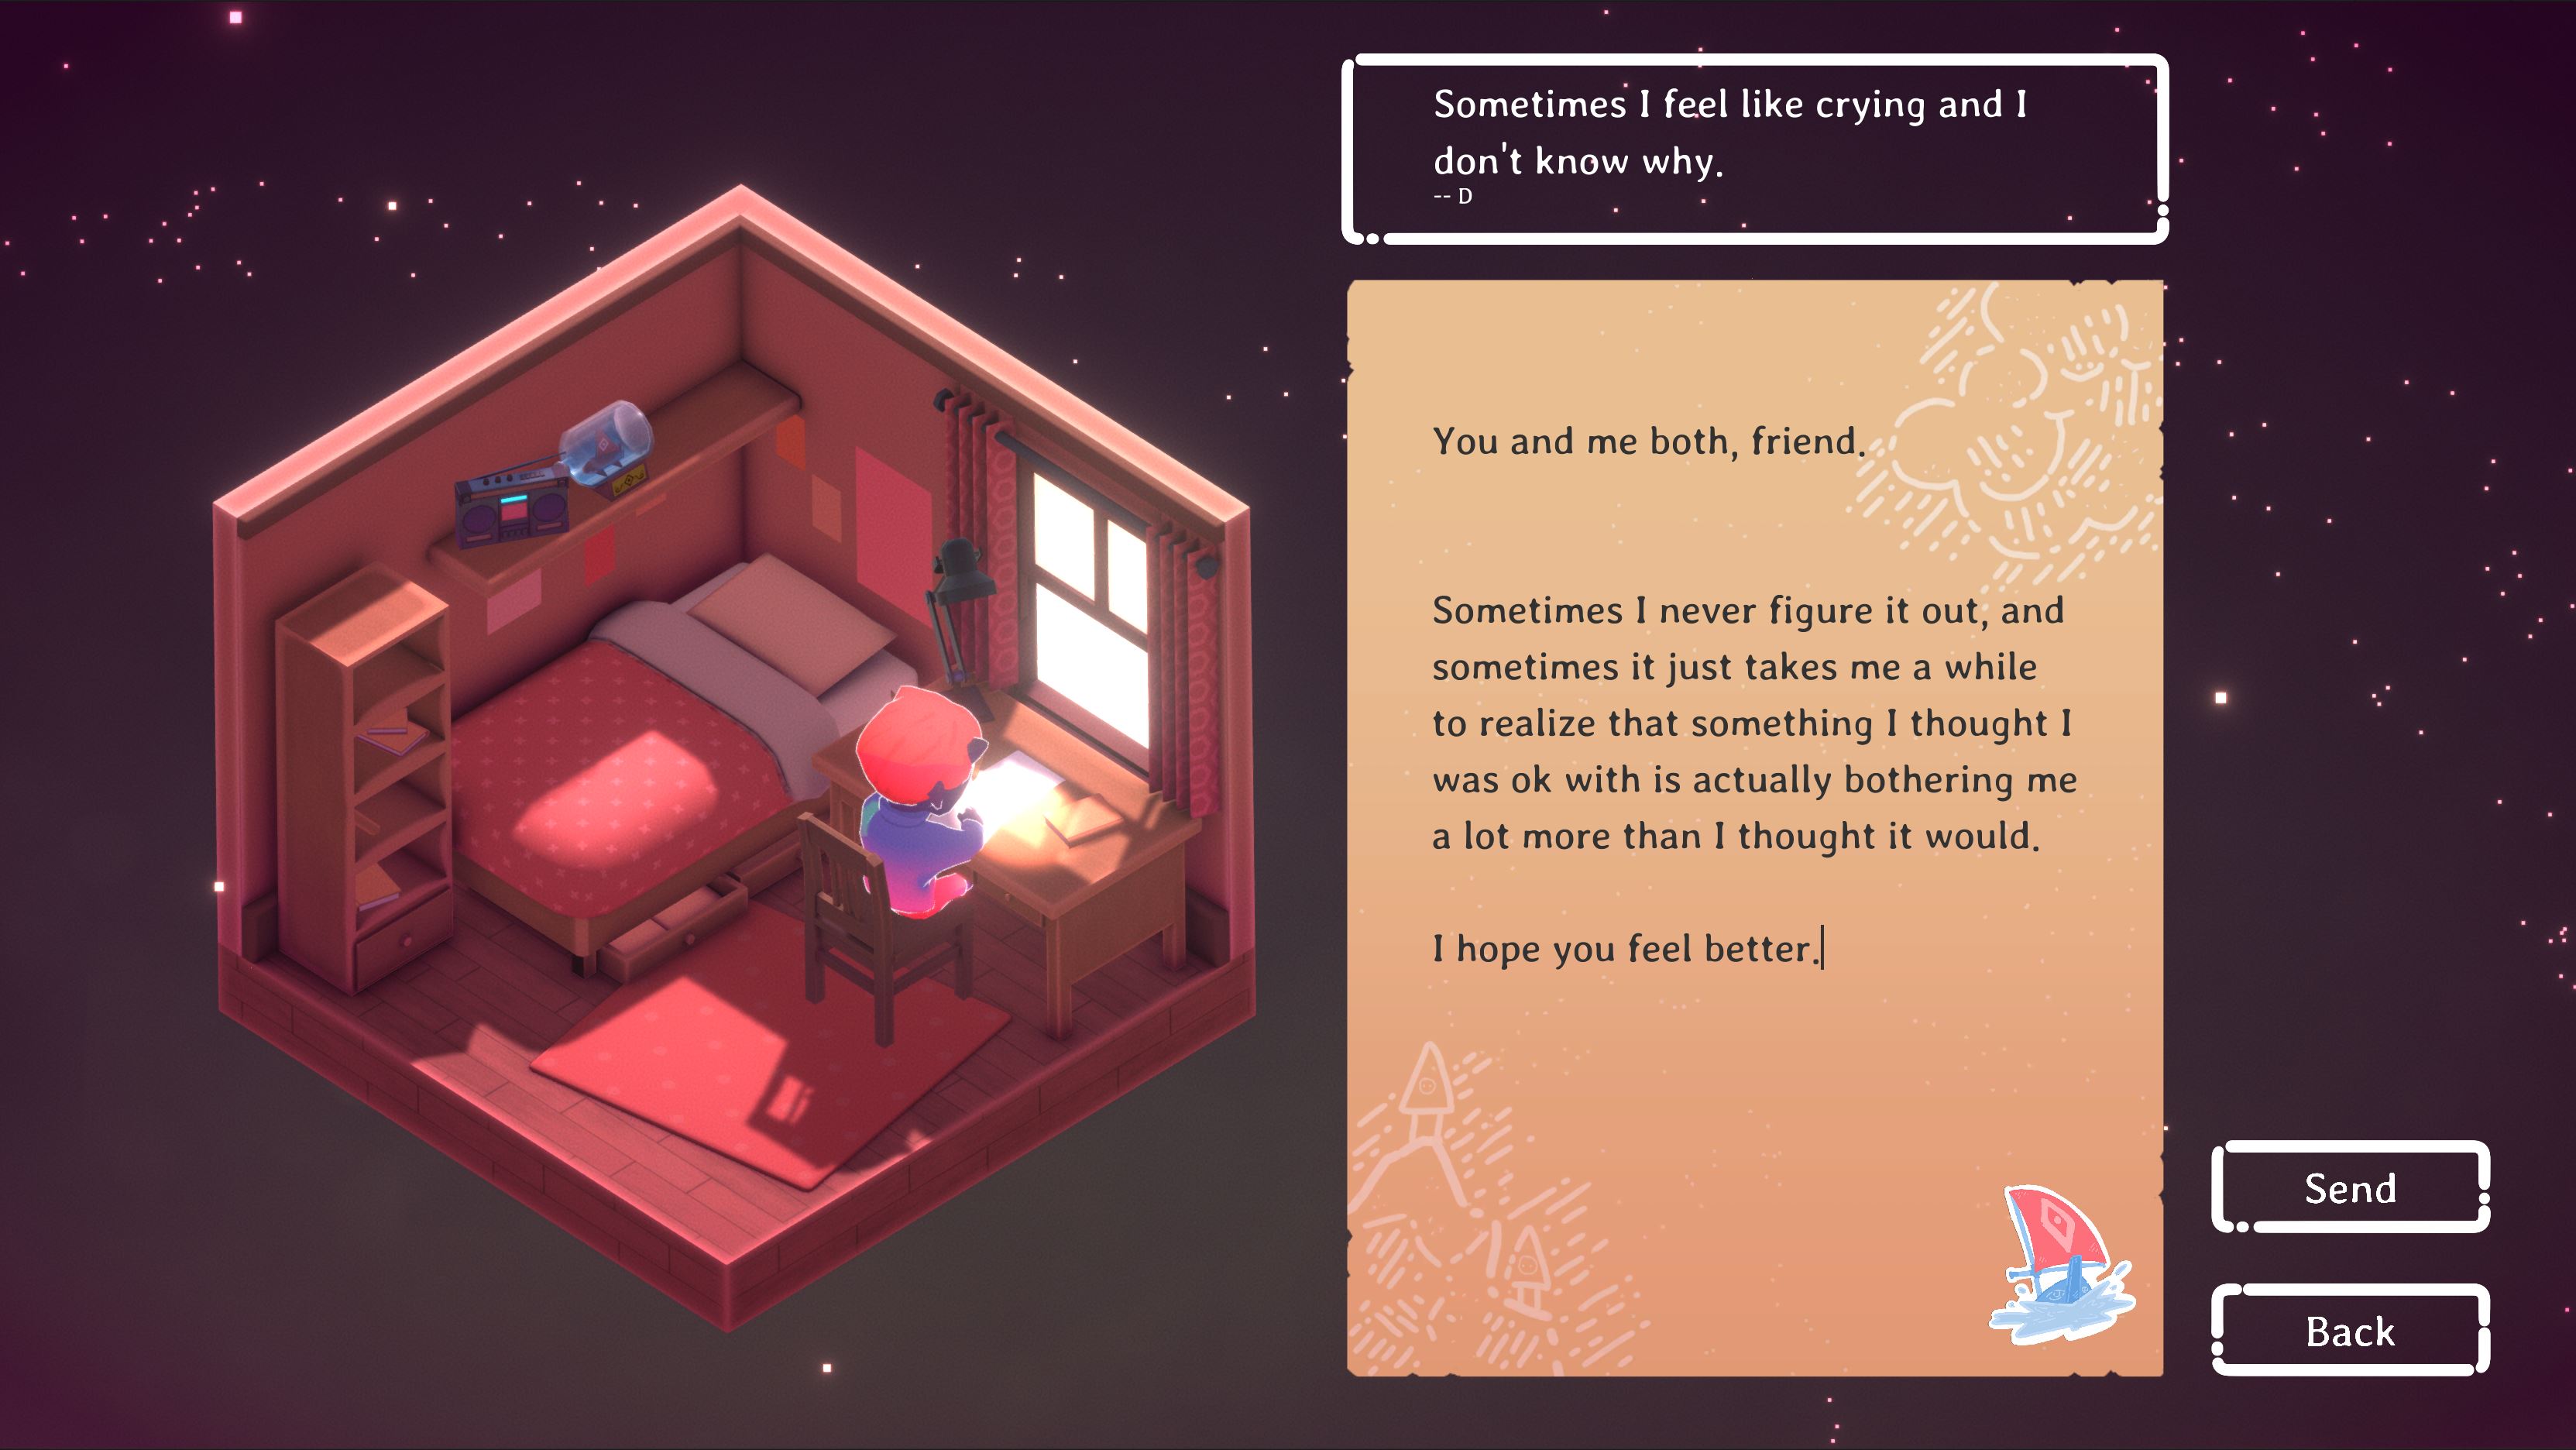 Sometimes I feel like crying and I
don't know why.
-- D
You and me both, friend.
Sometimes I never figure it out, and
sometimes it just takes me a while
to realize that something I thought I
was ok with is actually bothering me
a lot more than I thought it would.
I hope you feel better.
Send
Back